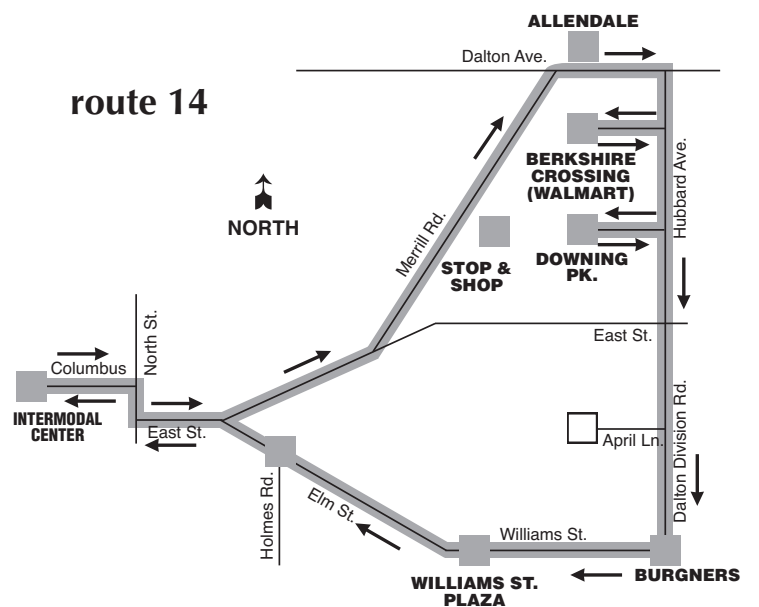 ALLENDALE
Dalton Ave.
route 14
BERKSHIRE
CROSSING
(WALMART)
Hubbard Ave.
NORTH
Merrill Rd.
STOP &
SHOP
DOWNING
PK.
East St.
North St.
Columbus
INTERMODAL
CENTER
East St.
April Ln.
Dalton Division Rd.
Holmes Rd.
Elm St.
Williams St.
WILLIAMS ST.
PLAZA
BURGNERS